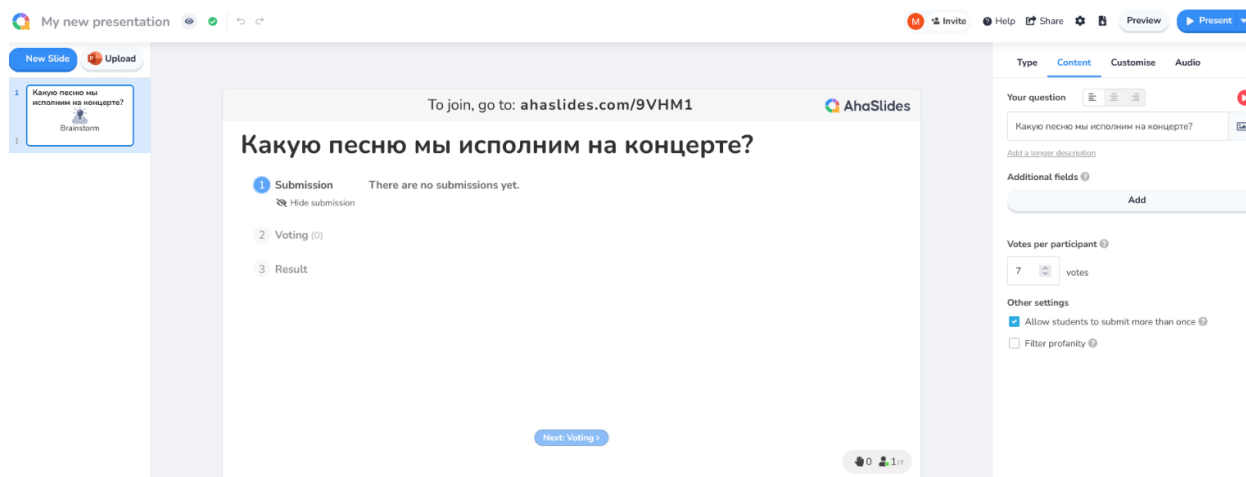 My new presentation
M
Invite
Help
Share
Preview
Present
New Slide
Upload
1
Какую песню мы
исполним на концерте?
Brainstorm
To join, go to: ahaslides.com/9VHM1
AhaSlides
Какую песню мы исполним на концерте?
1 Submission
There are no submissions yet.
Hide submission
2 Voting (0)
3 Result
Next: Voting >
0 1/7
Type Content Customise Audio
Your question
Какую песню мы исполним на концерте?
Add a longer description
Additional fields
Add
Votes per participant
7 votes
Other settings
Allow students to submit more than once
Filter profanity